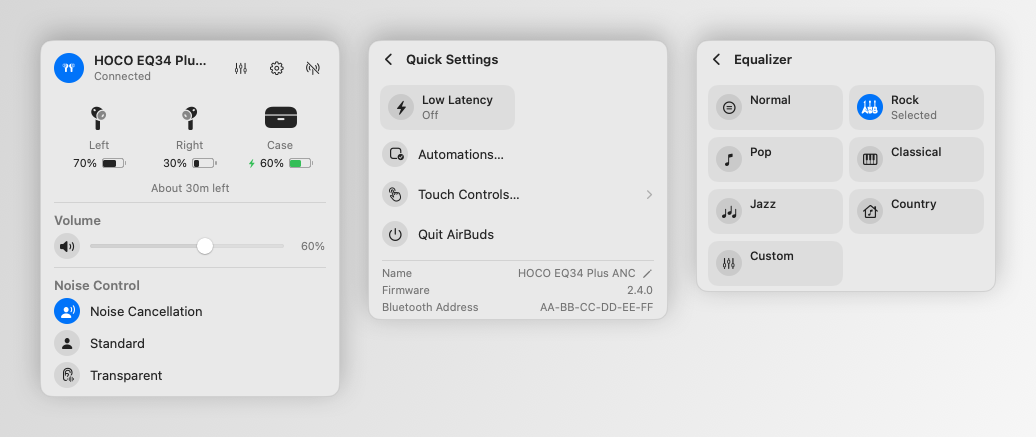 HOCO EQ34 Plu...
Connected
Left
Right
Case
70%
30%
60%
About 30m left
Volume
60%
Noise Control
Noise Cancellation
Standard
Transparent
Quick Settings
Low Latency
Off
Automations...
Touch Controls...
Quit AirBuds
Name HOCO EQ34 Plus ANC
Firmware 2.4.0
Bluetooth Address AA-BB-CC-DD-EE-FF
Equalizer
Normal
Rock
Selected
Pop
Classical
Jazz
Country
Custom